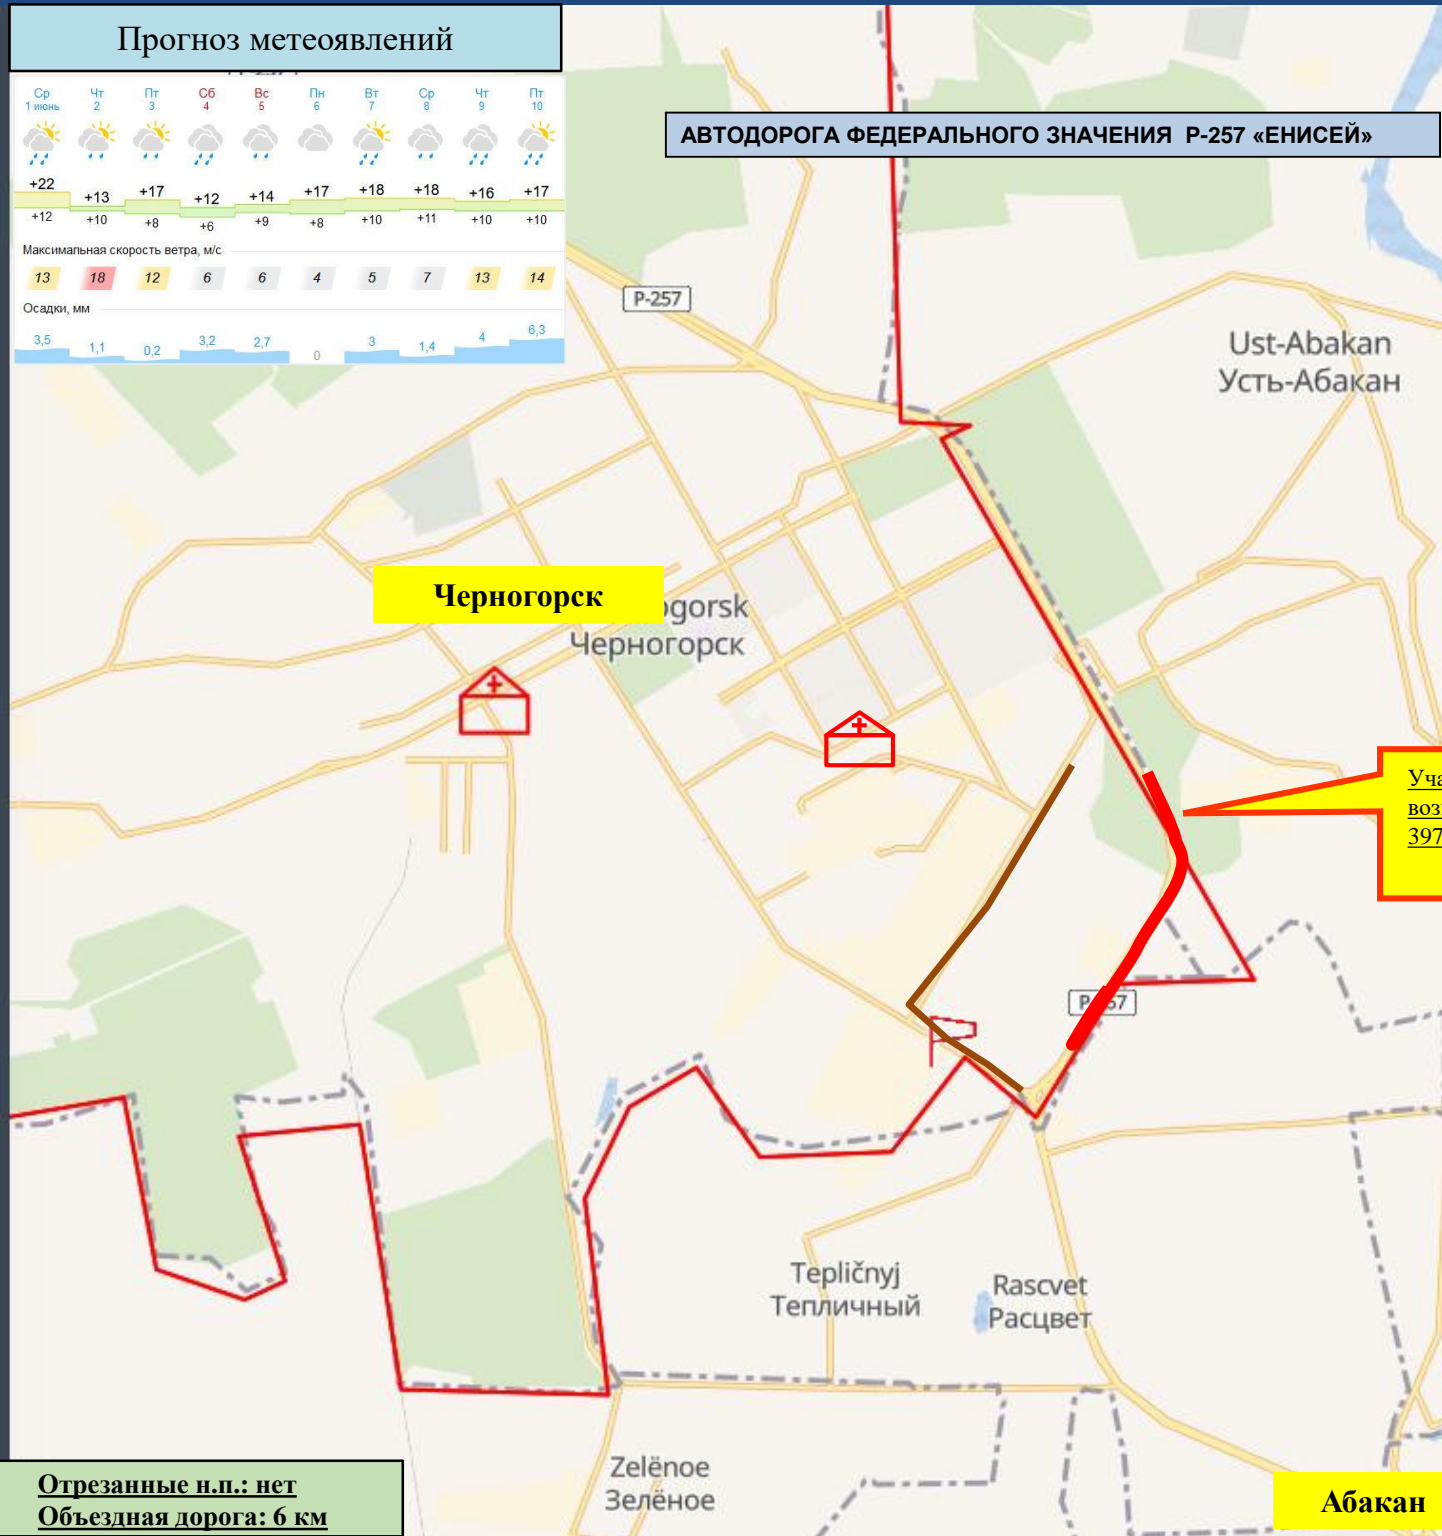 Прогноз метеоявлений
Ср Чт Пт Сб Вс Пн Вт Ср Чт Пт
1 июнь 2 3 4 5 6 7 8 9 10
+22 +13 +17 +12 +14 +17 +18 +18 +16 +17
+12 +10 +8 +6 +9 +8 +10 +11 +10 +10
Максимальная скорость ветра, м/с
13 18 12 6 6 4 5 7 13 14
Осадки, мм
3,5 1,1 0,2 3,2 2,7 0 3 1,4 4 6,3
АВТОДОРОГА ФЕДЕРАЛЬНОГО ЗНАЧЕНИЯ Р-257 «ЕНИСЕЙ»
Р-257
Ust-Abakan
Усть-Абакан
Черногорск
ogorsk
Черногорск
Уча
воз
397
Tepličnyj
Тепличный
Rascvet
Расцвет
Zelënoe
Зелёное
Отрезанные н.п.: нет
Объездная дорога: 6 км
Абакан